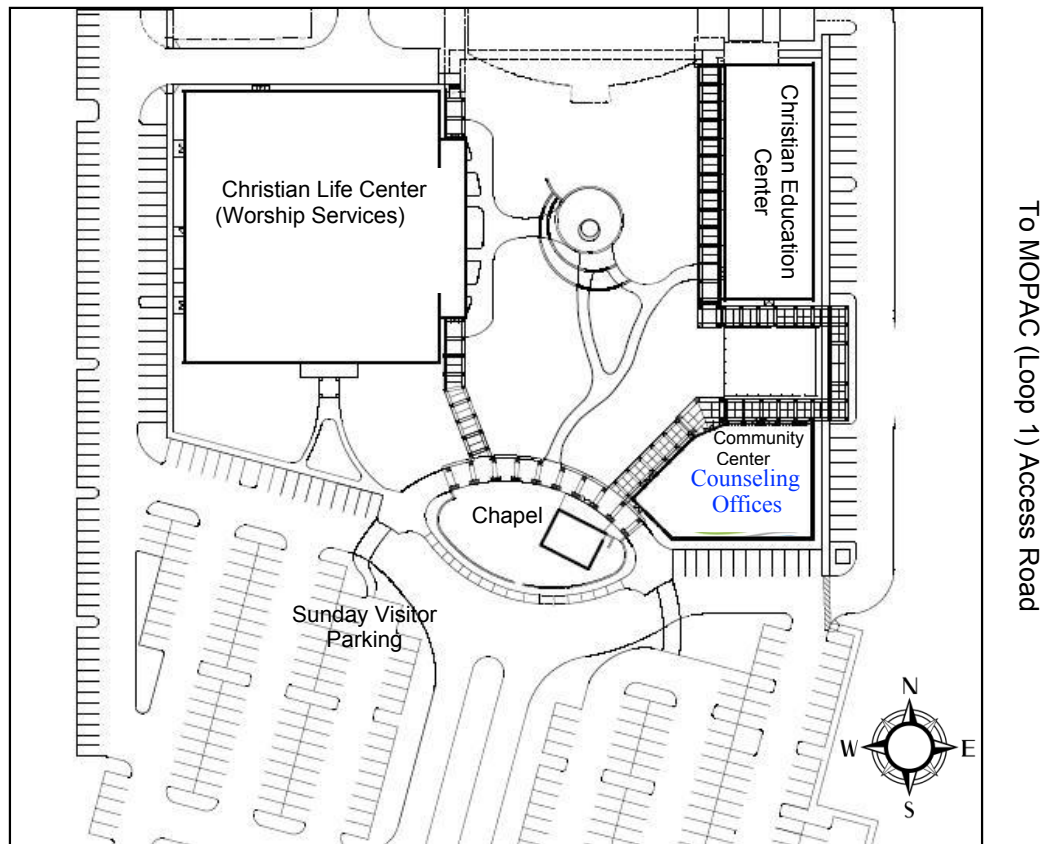 Christian Life Center
(Worship Services)
Christian Education
Center
Community
Center
Counseling
Offices
Chapel
Sunday Visitor
Parking
To MOPAC (Loop 1) Access Road
N
W
E
S